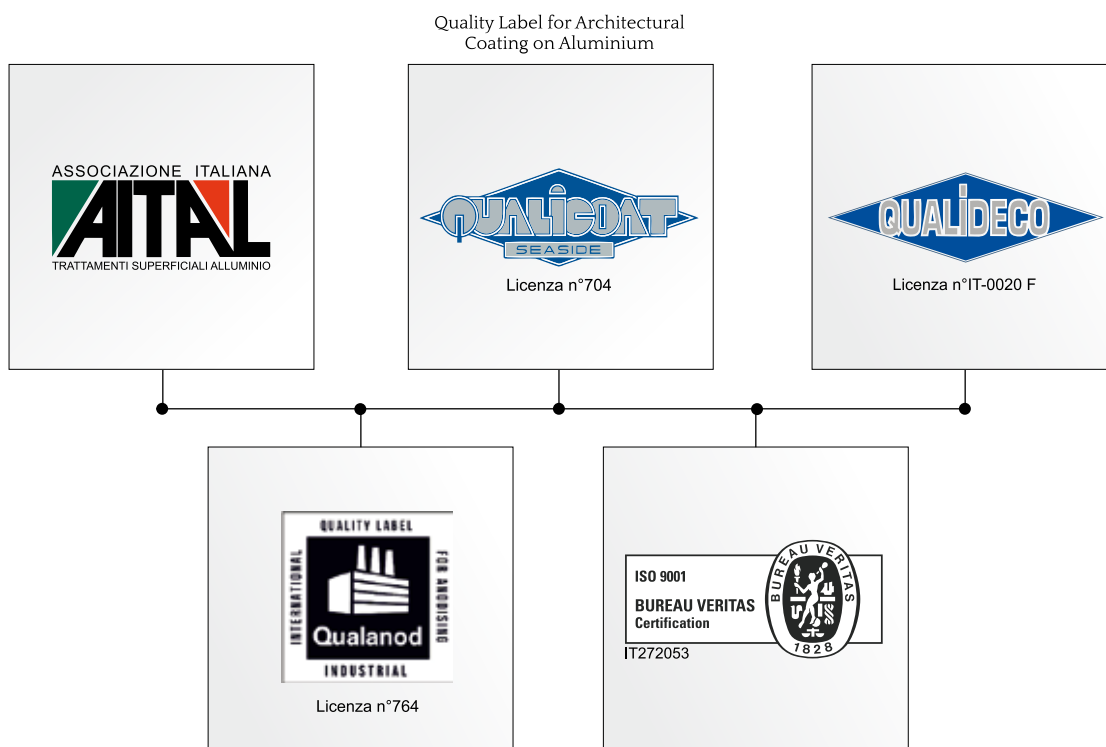 Quality Label for Architectural
Coating on Aluminium
ASSOCIAZIONE ITALIANA
AITAL
TRATTAMENTI SUPERFICIALI ALLUMINIO
QUALICOAT
SEASIDE
Licenza n°704
QUALIDECO
Licenza n°IT-0020 F
QUALITY LABEL
INTERNATIONAL
FOR ANODISING
Qualanod
INDUSTRIAL
Licenza n°764
ISO 9001
BUREAU VERITAS
Certification
BUREAU VERITAS
1828
IT272053